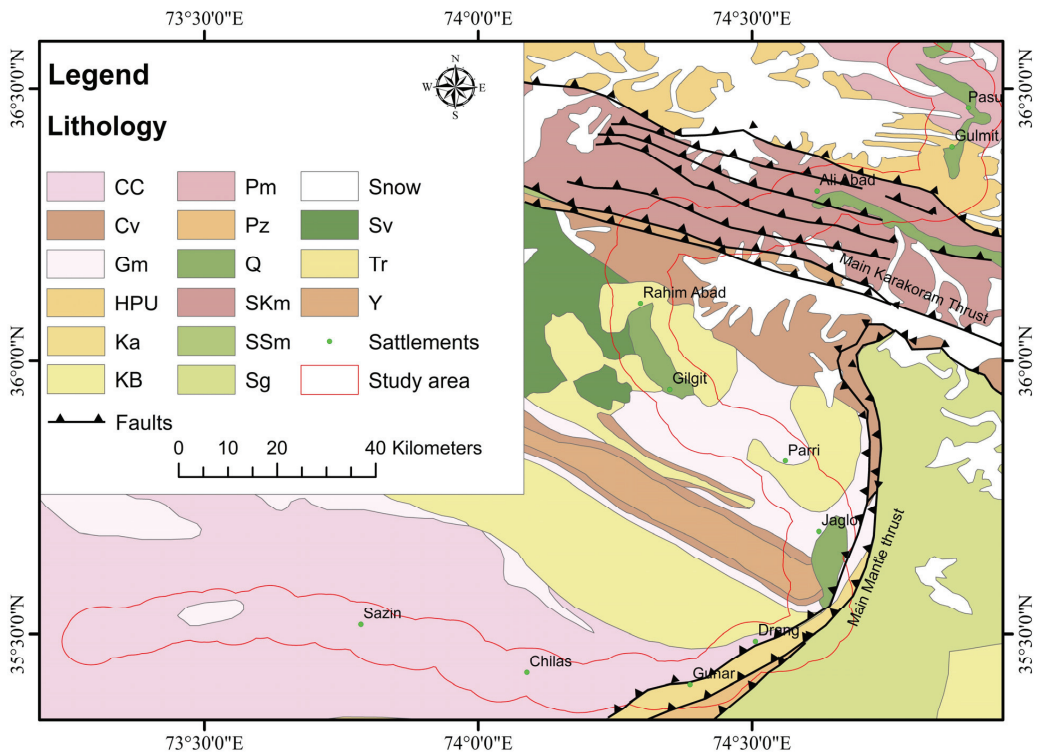 73°30'0"E 74°0'0"E 74°30'0"E
36°30'0"N
36°0'0"N
35°30'0"N
Legend
N
W E
S
Lithology
CC Pm Snow
Cv Pz Sv
Gm Q Tr
HPU SKm Y
Ka SSm Sattlements
KB Sg Study area
Faults
0 10 20 40 Kilometers
Pasu
Gulmit
Ali Abad
Main Karakoram Thrust
Rahim Abad
Gilgit
Parri
Jaglo
Main Mantle thrust
Sazin
Drang
Chilas
Gunar
36°30'0"N
36°0'0"N
35°30'0"N
73°30'0"E 74°0'0"E 74°30'0"E